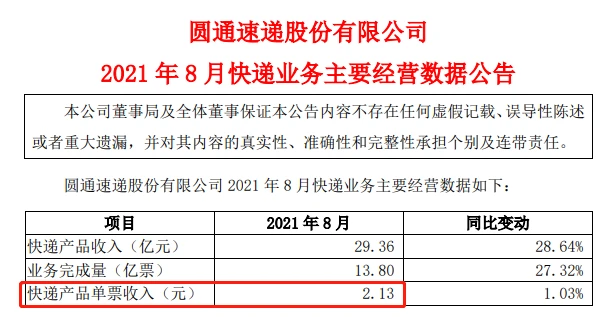 圆通速递股份有限公司
2021 年 8 月快递业务主要经营数据公告
本公司董事局及全体董事保证本公告内容不存在任何虚假记载、误导性陈述
或者重大遗漏，并对其内容的真实性、准确性和完整性承担个别及连带责任。
圆通速递股份有限公司 2021 年 8 月快递业务主要经营数据如下：
项目 2021 年 8 月 同比变动
快递产品收入（亿元） 29.36 28.64%
业务完成量（亿票） 13.80 27.32%
快递产品单票收入（元） 2.13 1.03%